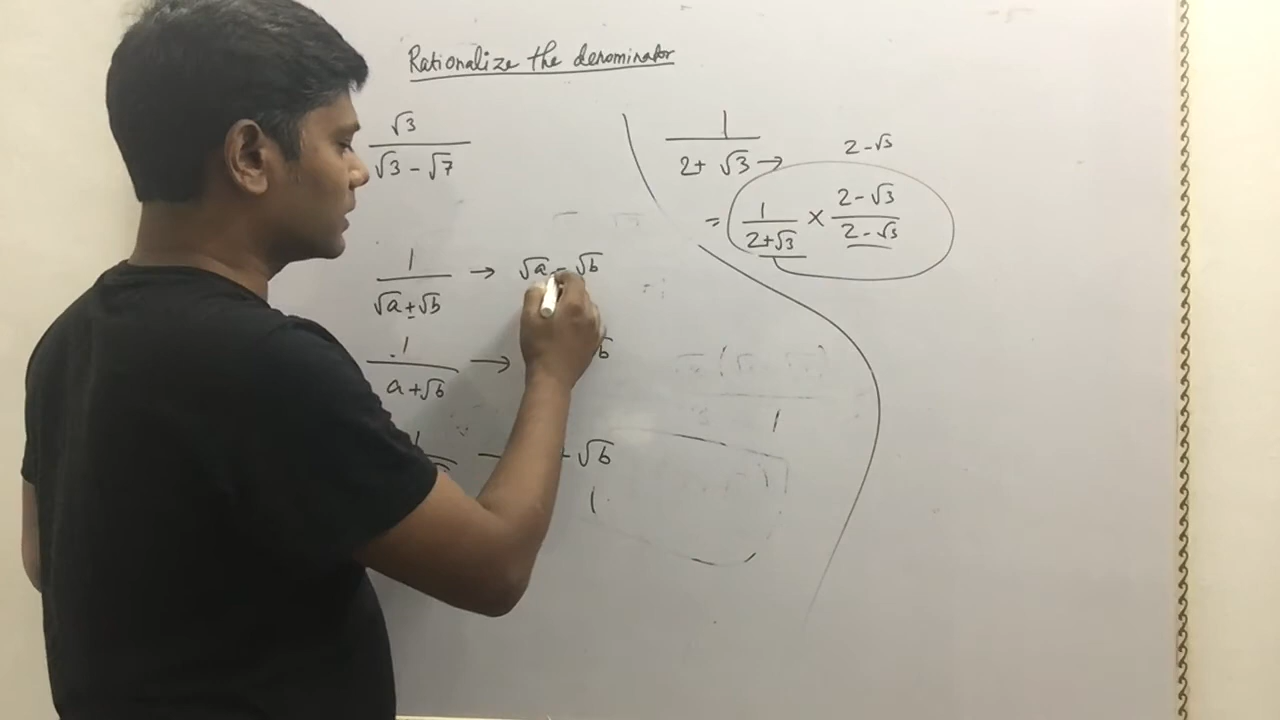 Rationalize the denominator
√3
√3 - √7
1
√a + √b → √a - √b
1
a + √b →
√b
1
- √b
1
2 + √3 → 2 - √3
= 1/(2+√3) × (2-√3)/(2-√3)